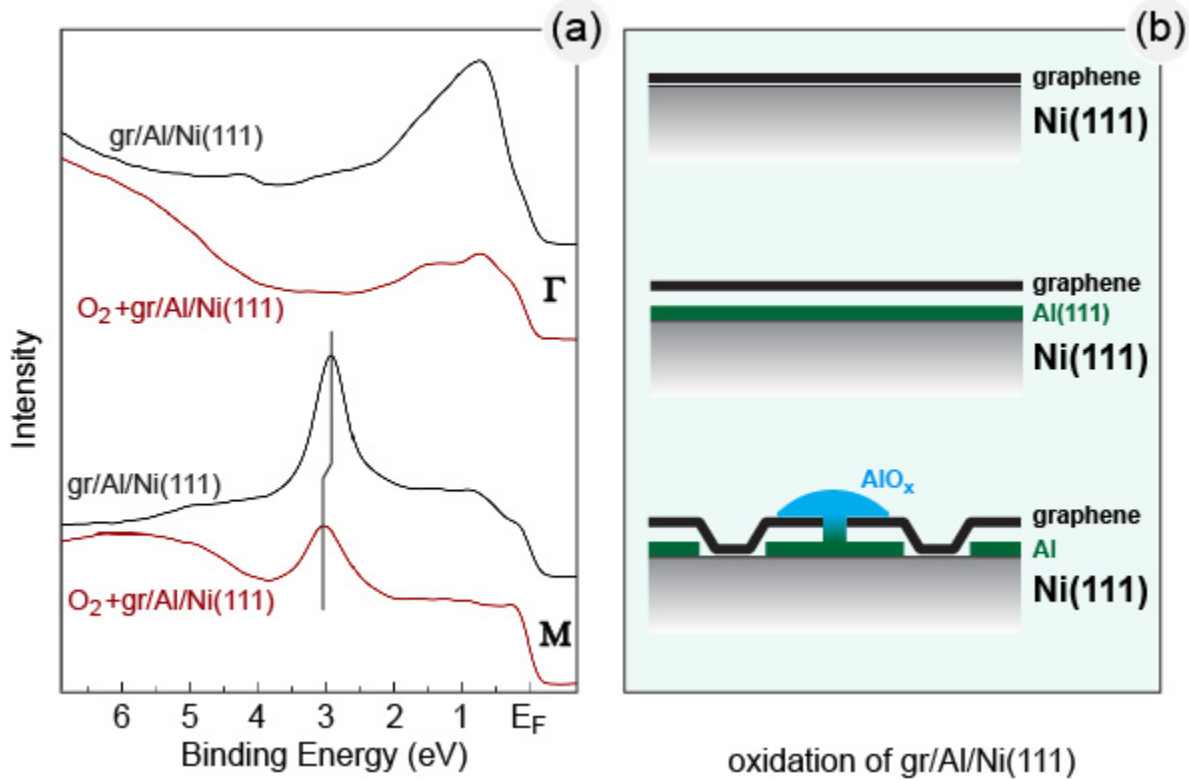 (a)
gr/Al/Ni(111)
O₂+gr/Al/Ni(111)
Γ
gr/Al/Ni(111)
O₂+gr/Al/Ni(111)
M
Intensity
6 5 4 3 2 1 E_F
Binding Energy (eV)
(b)
graphene
Ni(111)
graphene
Al(111)
Ni(111)
AlOₓ
graphene
Al
Ni(111)
oxidation of gr/Al/Ni(111)